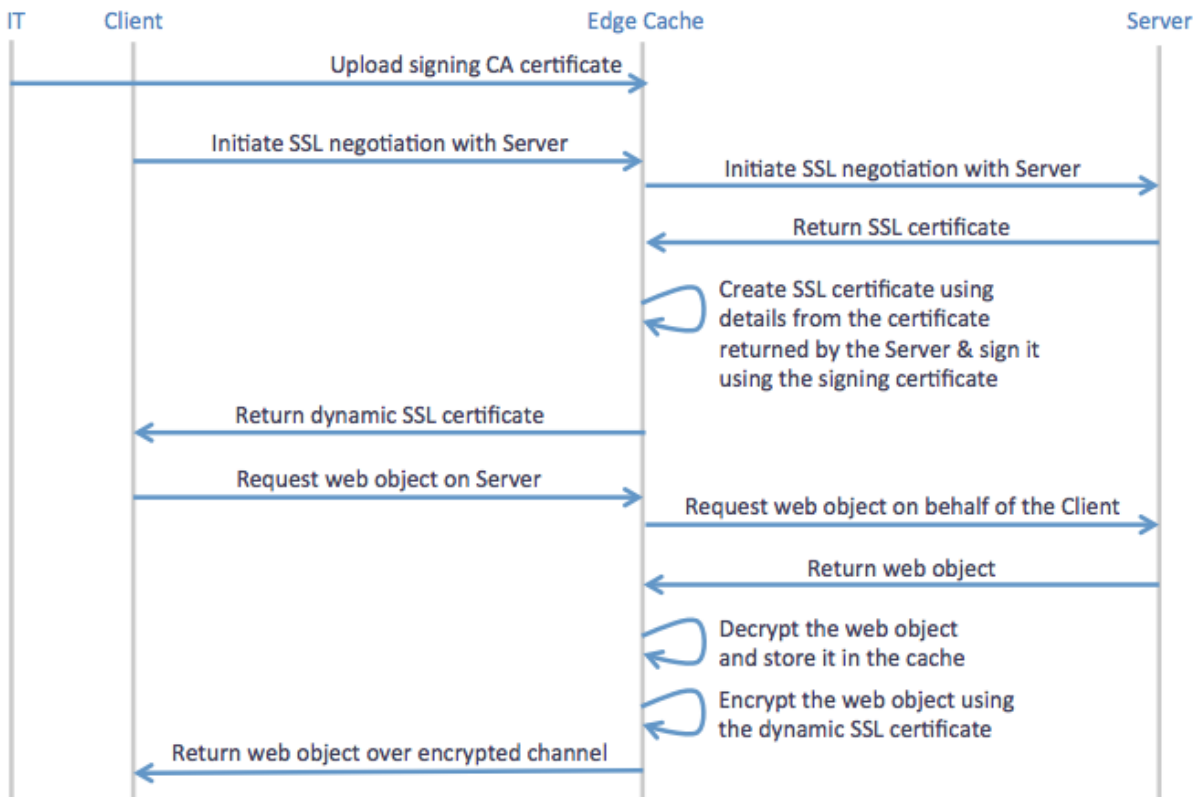 IT
Client
Edge Cache
Server
Upload signing CA certificate
Initiate SSL negotiation with Server
Initiate SSL negotiation with Server
Return SSL certificate
Create SSL certificate using
details from the certificate
returned by the Server & sign it
using the signing certificate
Return dynamic SSL certificate
Request web object on Server
Request web object on behalf of the Client
Return web object
Decrypt the web object
and store it in the cache
Encrypt the web object using
the dynamic SSL certificate
Return web object over encrypted channel